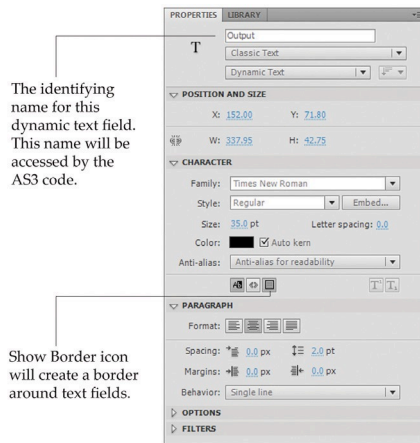 PROPERTIES LIBRARY
Output
T
Classic Text
Dynamic Text
The identifying
name for this
dynamic text field.
This name will be
accessed by the
AS3 code.
POSITION AND SIZE
X: 152.00 Y: 71.80
W: 337.95 H: 42.75
CHARACTER
Family: Times New Roman
Style: Regular Embed...
Size: 35.0 pt Letter spacing: 0.0
Color: Auto kern
Anti-alias: Anti-alias for readability
PARAGRAPH
Format:
Show Border icon
will create a border
around text fields.
Spacing: 0.0 px 2.0 pt
Margins: 0.0 px 0.0 px
Behavior: Single line
OPTIONS
FILTERS